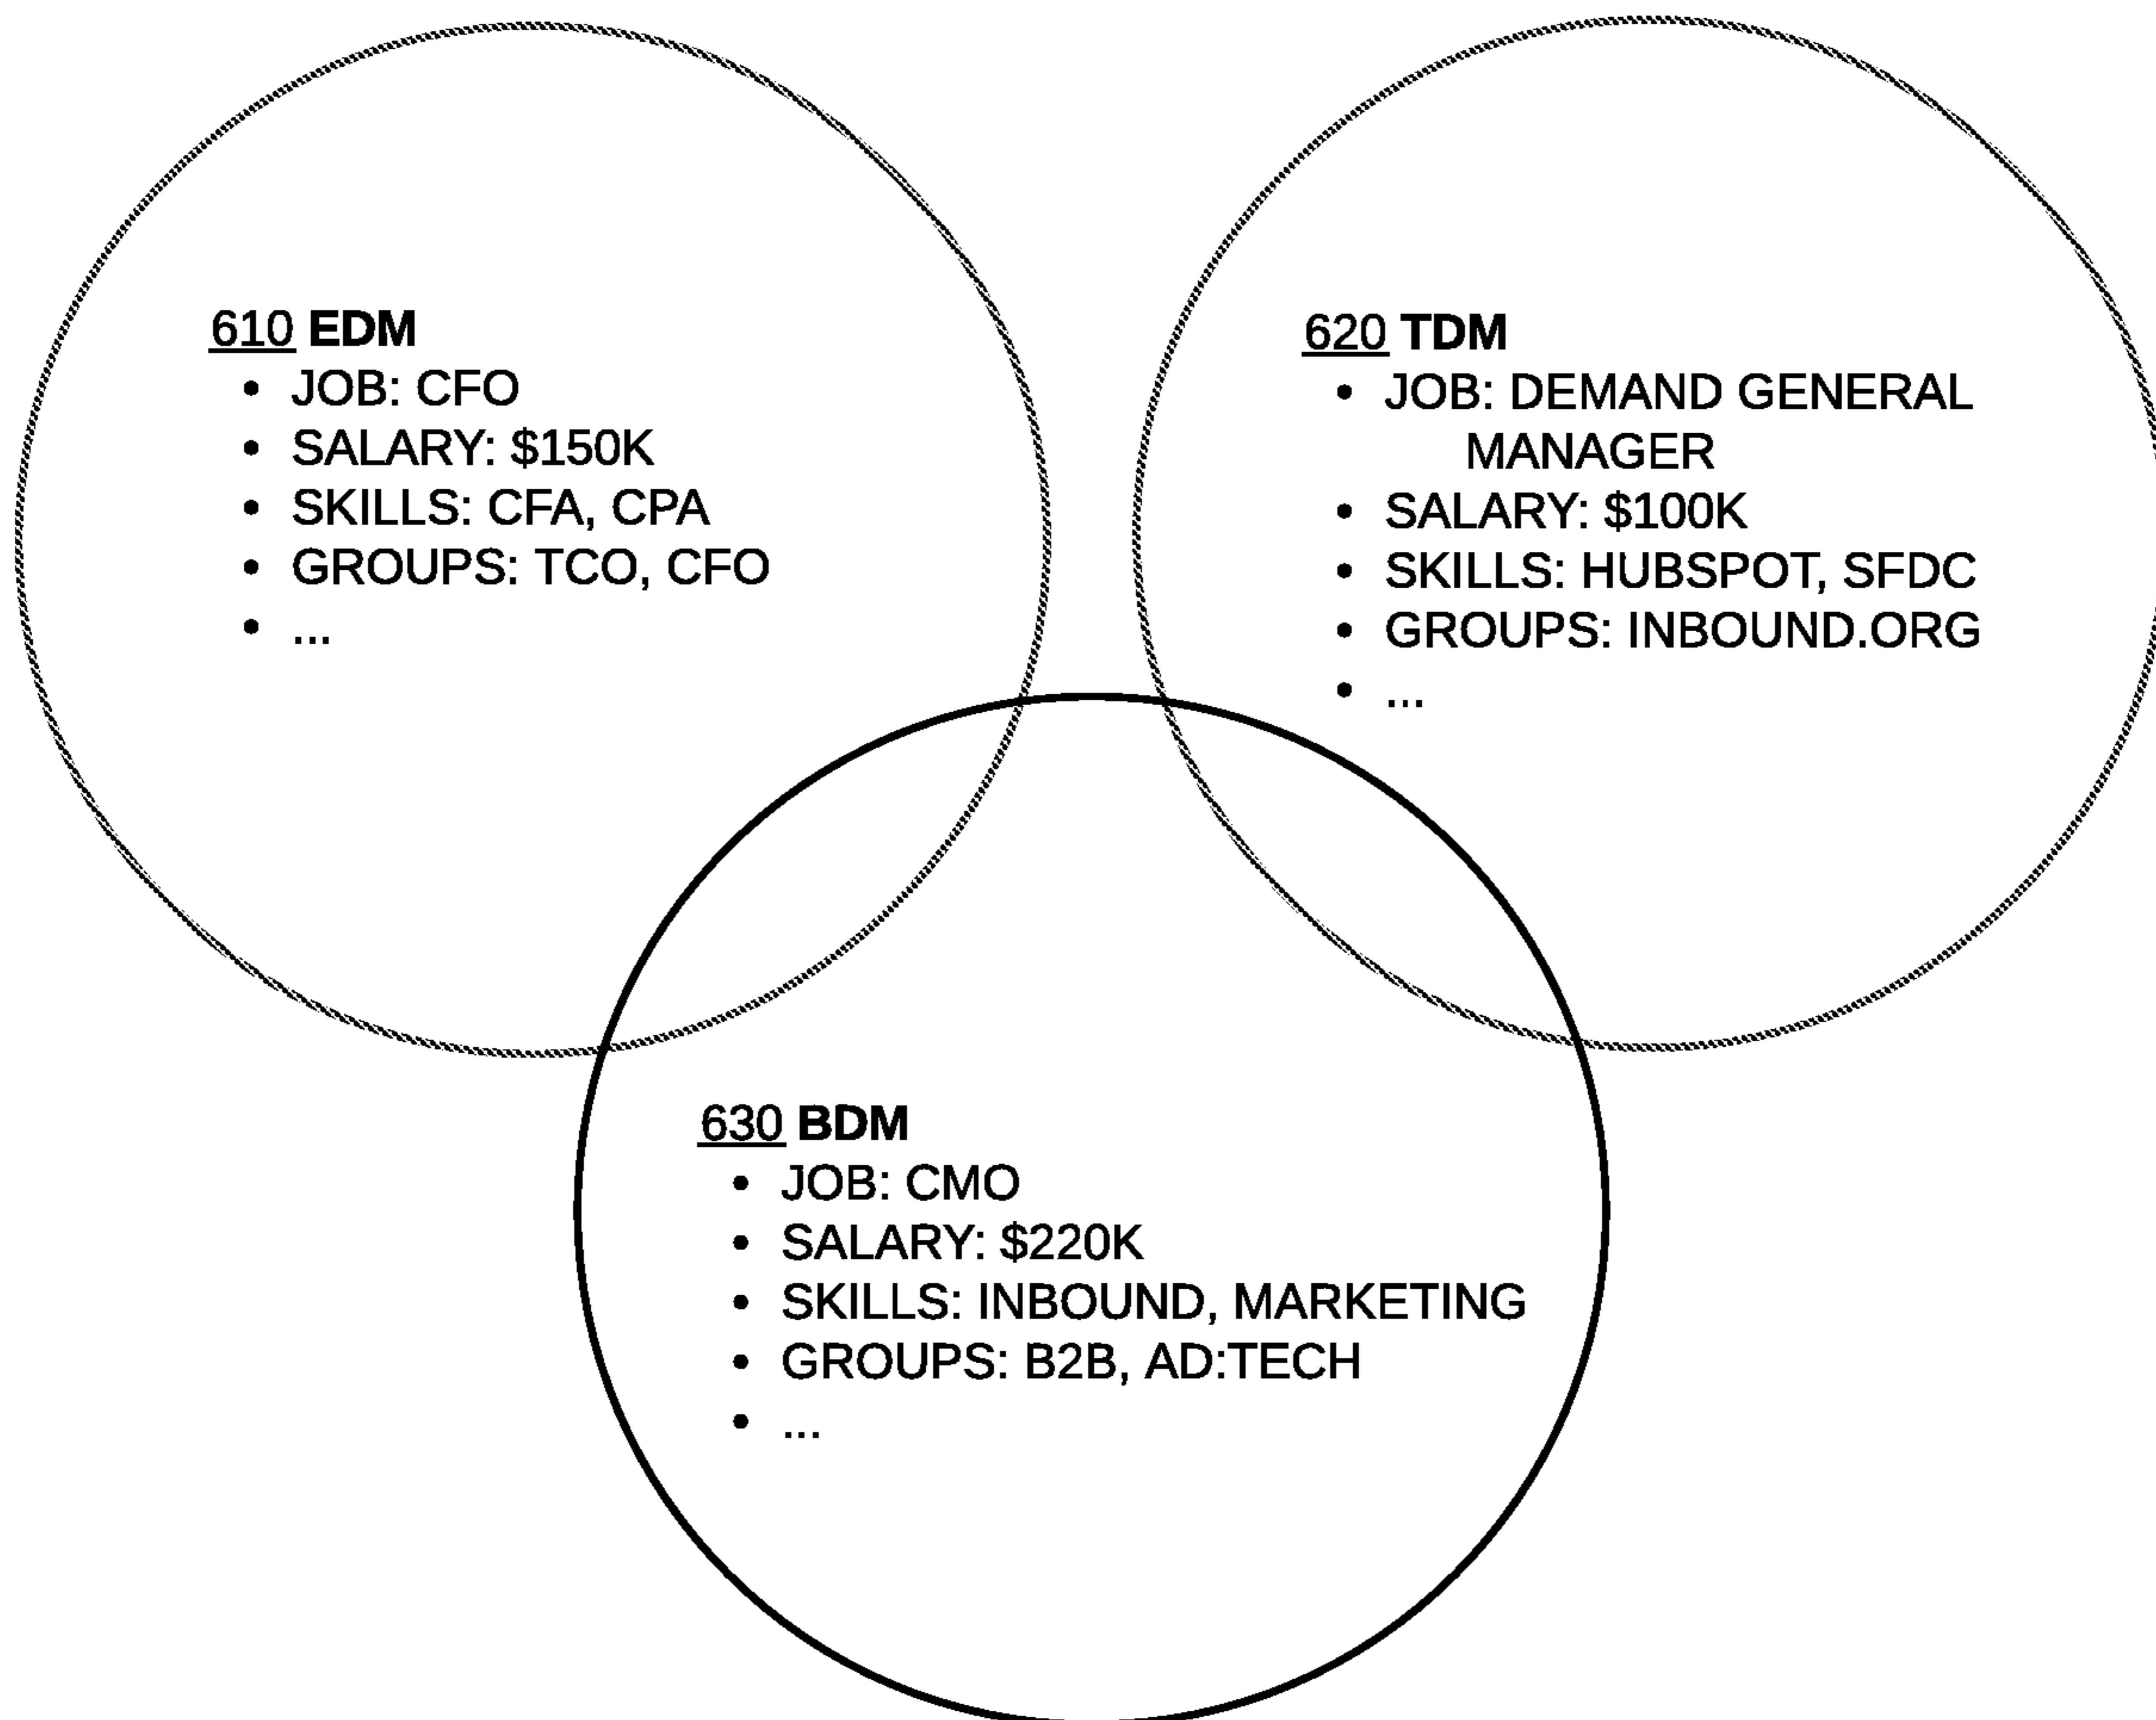 610 EDM
• JOB: CFO
• SALARY: $150K
• SKILLS: CFA, CPA
• GROUPS: TCO, CFO
• ...
620 TDM
• JOB: DEMAND GENERAL
MANAGER
• SALARY: $100K
• SKILLS: HUBSPOT, SFDC
• GROUPS: INBOUND.ORG
• ...
630 BDM
• JOB: CMO
• SALARY: $220K
• SKILLS: INBOUND, MARKETING
• GROUPS: B2B, AD:TECH
• ...